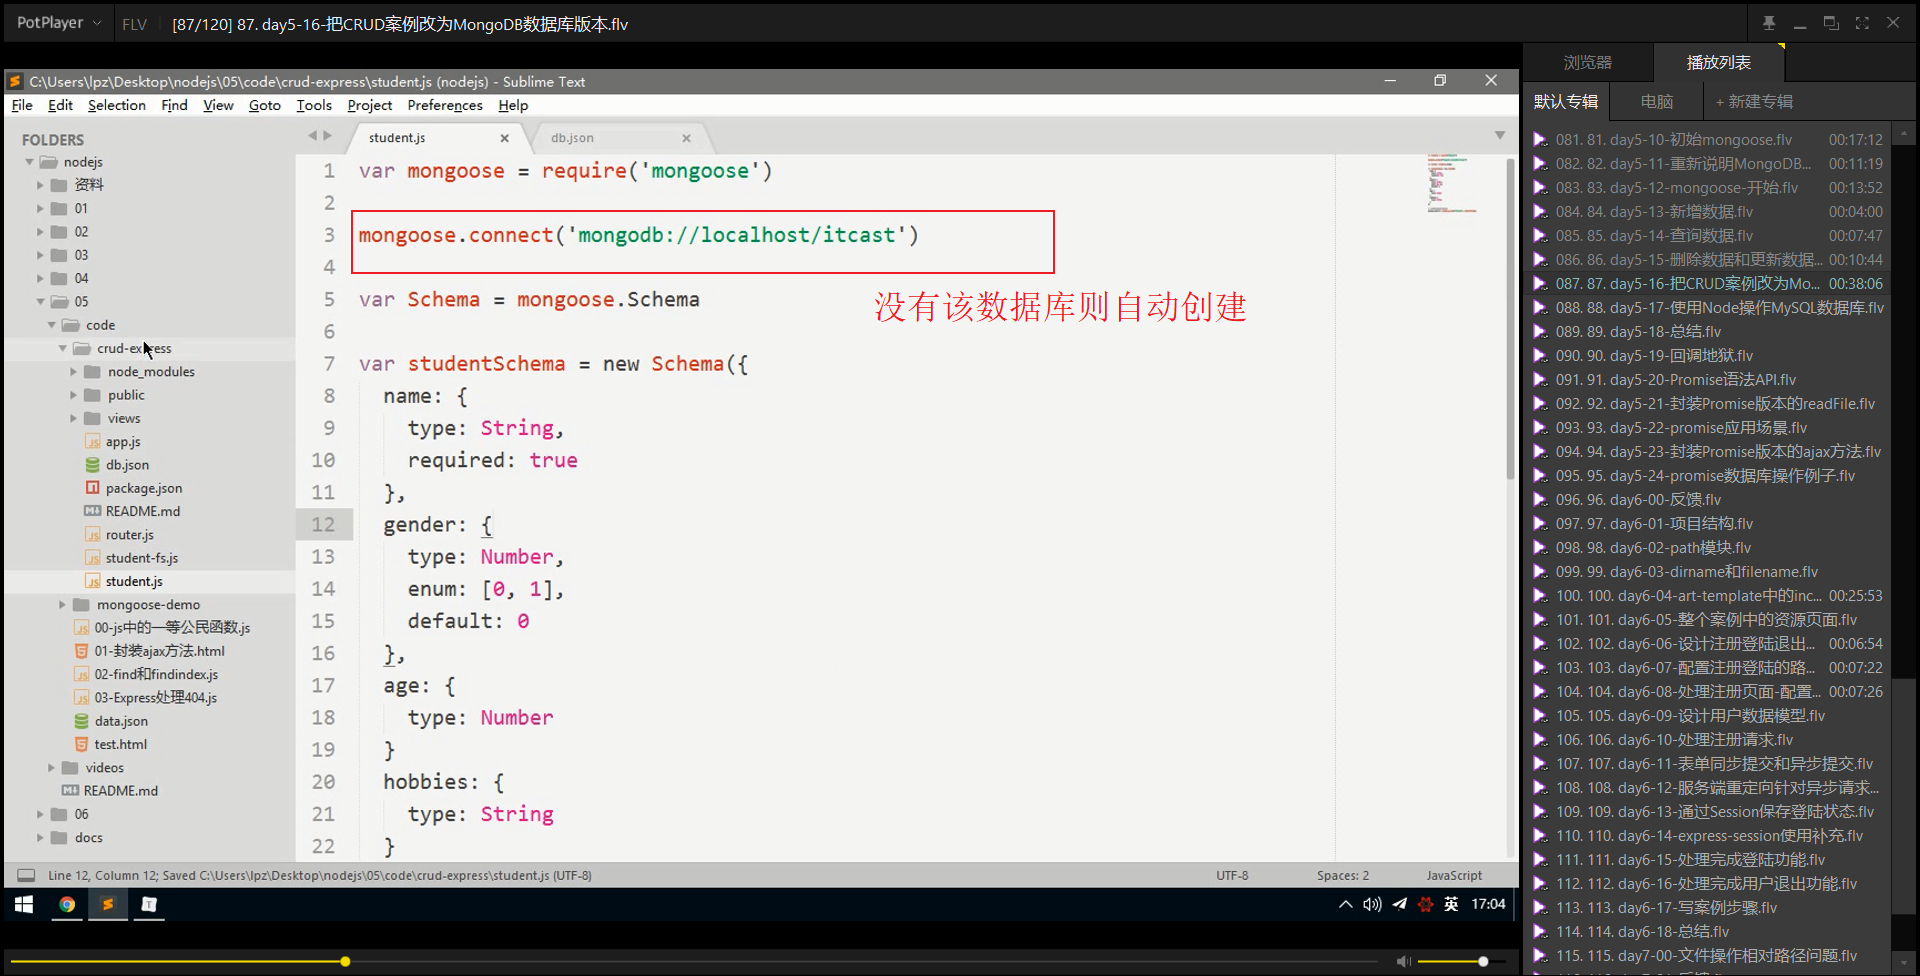 PotPlayer
FLV
[87/120] 87. day5-16-把CRUD案例改为MongoDB数据库版本.flv
C:\Users\lpz\Desktop\nodejs\05\code\crud-express\student.js (nodejs) - Sublime Text
File Edit Selection Find View Goto Tools Project Preferences Help
FOLDERS
nodejs
资料
01
02
03
04
05
code
crud-express
node_modules
public
views
app.js
db.json
package.json
README.md
router.js
student-fs.js
student.js
mongoose-demo
00-js中的一等公民函数.js
01-封装ajax方法.html
02-find和findindex.js
03-Express处理404.js
data.json
test.html
videos
README.md
06
docs
student.js
db.json
1 var mongoose = require('mongoose')
2
3 mongoose.connect('mongodb://localhost/itcast')
4
没有该数据库则自动创建
5 var Schema = mongoose.Schema
6
7 var studentSchema = new Schema({
8 name: {
9 type: String,
10 required: true
11 },
12 gender: {
13 type: Number,
14 enum: [0, 1],
15 default: 0
16 },
17 age: {
18 type: Number
19 }
20 hobbies: {
21 type: String
22 }
Line 12, Column 12; Saved C:\Users\lpz\Desktop\nodejs\05\code\crud-express\student.js (UTF-8)
UTF-8
Spaces: 2
JavaScript
英
17:04
浏览器
播放列表
默认专辑
电脑
+ 新建专辑
081. 81. day5-10-初始mongoose.flv 00:17:12
082. 82. day5-11-重新说明MongoDB... 00:11:19
083. 83. day5-12-mongoose-开始.flv 00:13:52
084. 84. day5-13-新增数据.flv 00:04:00
085. 85. day5-14-查询数据.flv 00:07:47
086. 86. day5-15-删除数据和更新数据... 00:10:44
087. 87. day5-16-把CRUD案例改为Mo... 00:38:06
088. 88. day5-17-使用Node操作MySQL数据库.flv
089. 89. day5-18-总结.flv
090. 90. day5-19-回调地狱.flv
091. 91. day5-20-Promise语法API.flv
092. 92. day5-21-封装Promise版本的readFile.flv
093. 93. day5-22-promise应用场景.flv
094. 94. day5-23-封装Promise版本的ajax方法.flv
095. 95. day5-24-promise数据库操作例子.flv
096. 96. day6-00-反馈.flv
097. 97. day6-01-项目结构.flv
098. 98. day6-02-path模块.flv
099. 99. day6-03-dirname和filename.flv
100. 100. day6-04-art-template中的inc... 00:25:53
101. 101. day6-05-整个案例中的资源页面.flv
102. 102. day6-06-设计注册登陆退出... 00:06:54
103. 103. day6-07-配置注册登陆的路... 00:07:22
104. 104. day6-08-处理注册页面-配置... 00:07:26
105. 105. day6-09-设计用户数据模型.flv
106. 106. day6-10-处理注册请求.flv
107. 107. day6-11-表单同步提交和异步提交.flv
108. 108. day6-12-服务端重定向针对异步请求...
109. 109. day6-13-通过Session保存登陆状态.flv
110. 110. day6-14-express-session使用补充.flv
111. 111. day6-15-处理完成登陆功能.flv
112. 112. day6-16-处理完成用户退出功能.flv
113. 113. day6-17-写案例步骤.flv
114. 114. day6-18-总结.flv
115. 115. day7-00-文件操作相对路径问题.flv